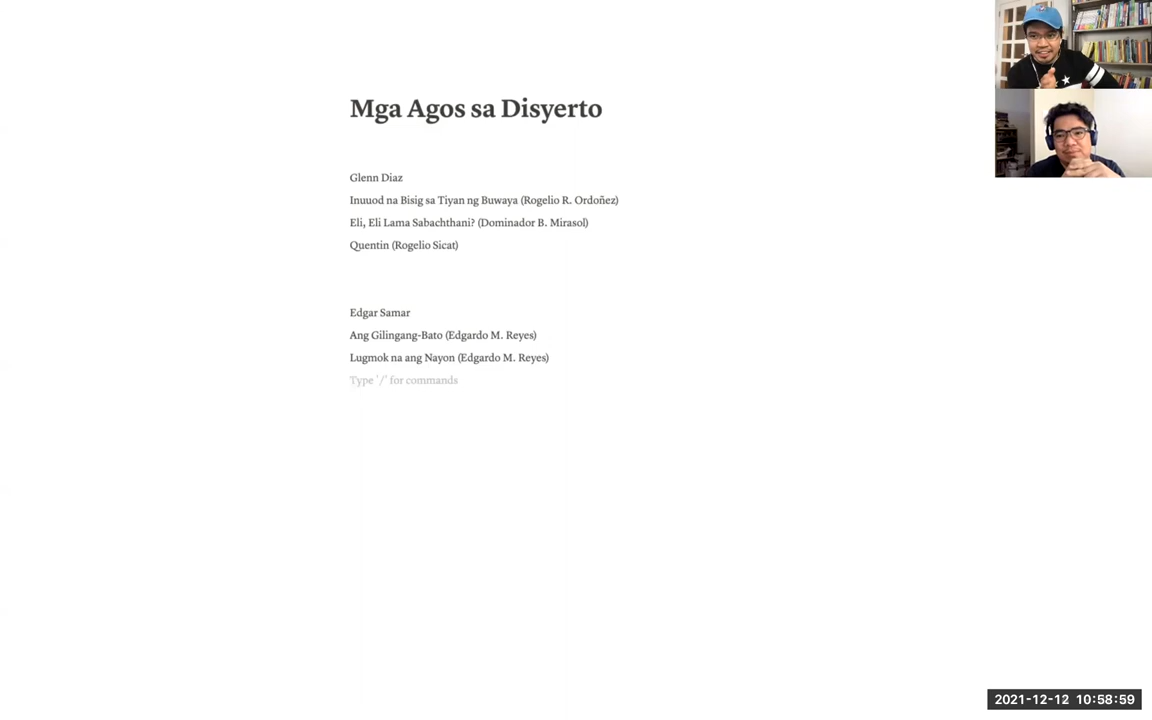 Mga Agos sa Disyerto
Glenn Diaz
Inuuod na Bisig sa Tiyan ng Buwaya (Rogelio R. Ordoñez)
Eli, Eli Lama Sabachthani? (Dominador B. Mirasol)
Quentin (Rogelio Sicat)
Edgar Samar
Ang Gilingang-Bato (Edgardo M. Reyes)
Lugmok na ang Nayon (Edgardo M. Reyes)
Type '/' for commands
2021-12-12 10:58:59